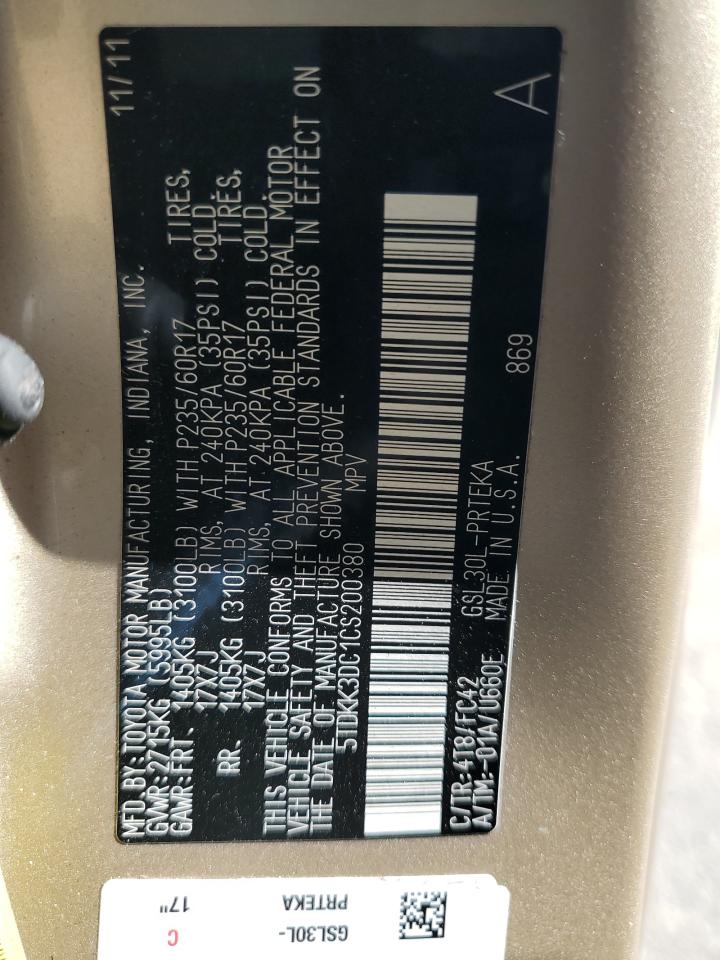 MFD.BY:TOYOTA MOTOR MANUFACTURING, INDIANA, INC. 11/11
GVWR:2715KG (5995LB)
GAWR:FRT. 1405KG (3100LB) WITH P235/60R17 TIRES,
17X7J RIMS, AT 240KPA (35PSI) COLD.
RR. 1405KG (3100LB) WITH P235/60R17 TIRES,
17X7J RIMS, AT 240KPA (35PSI) COLD.
THIS VEHICLE CONFORMS TO ALL APPLICABLE FEDERAL MOTOR
VEHICLE SAFETY AND THEFT PREVENTION STANDARDS IN EFFECT ON
THE DATE OF MANUFACTURE SHOWN ABOVE.
5TDKK3DC1CS200380 MPV
C/TR:4T8/FC42 GSL30L-PRTEKA 869
A/TM:-01A/U660E MADE IN U.S.A.
A
GSL30L-
PRTEKA
17"
C